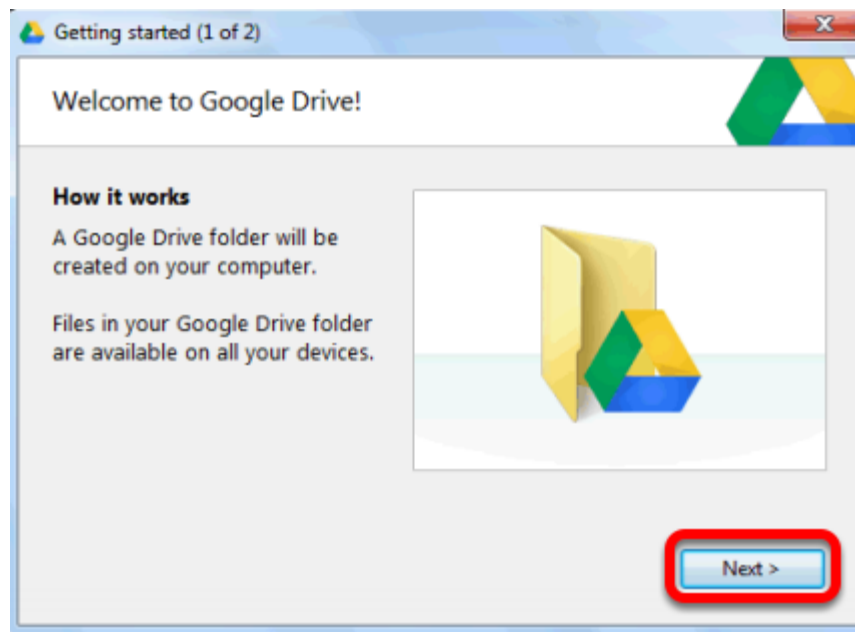 Getting started (1 of 2)
Welcome to Google Drive!
How it works
A Google Drive folder will be
created on your computer.
Files in your Google Drive folder
are available on all your devices.
Next >